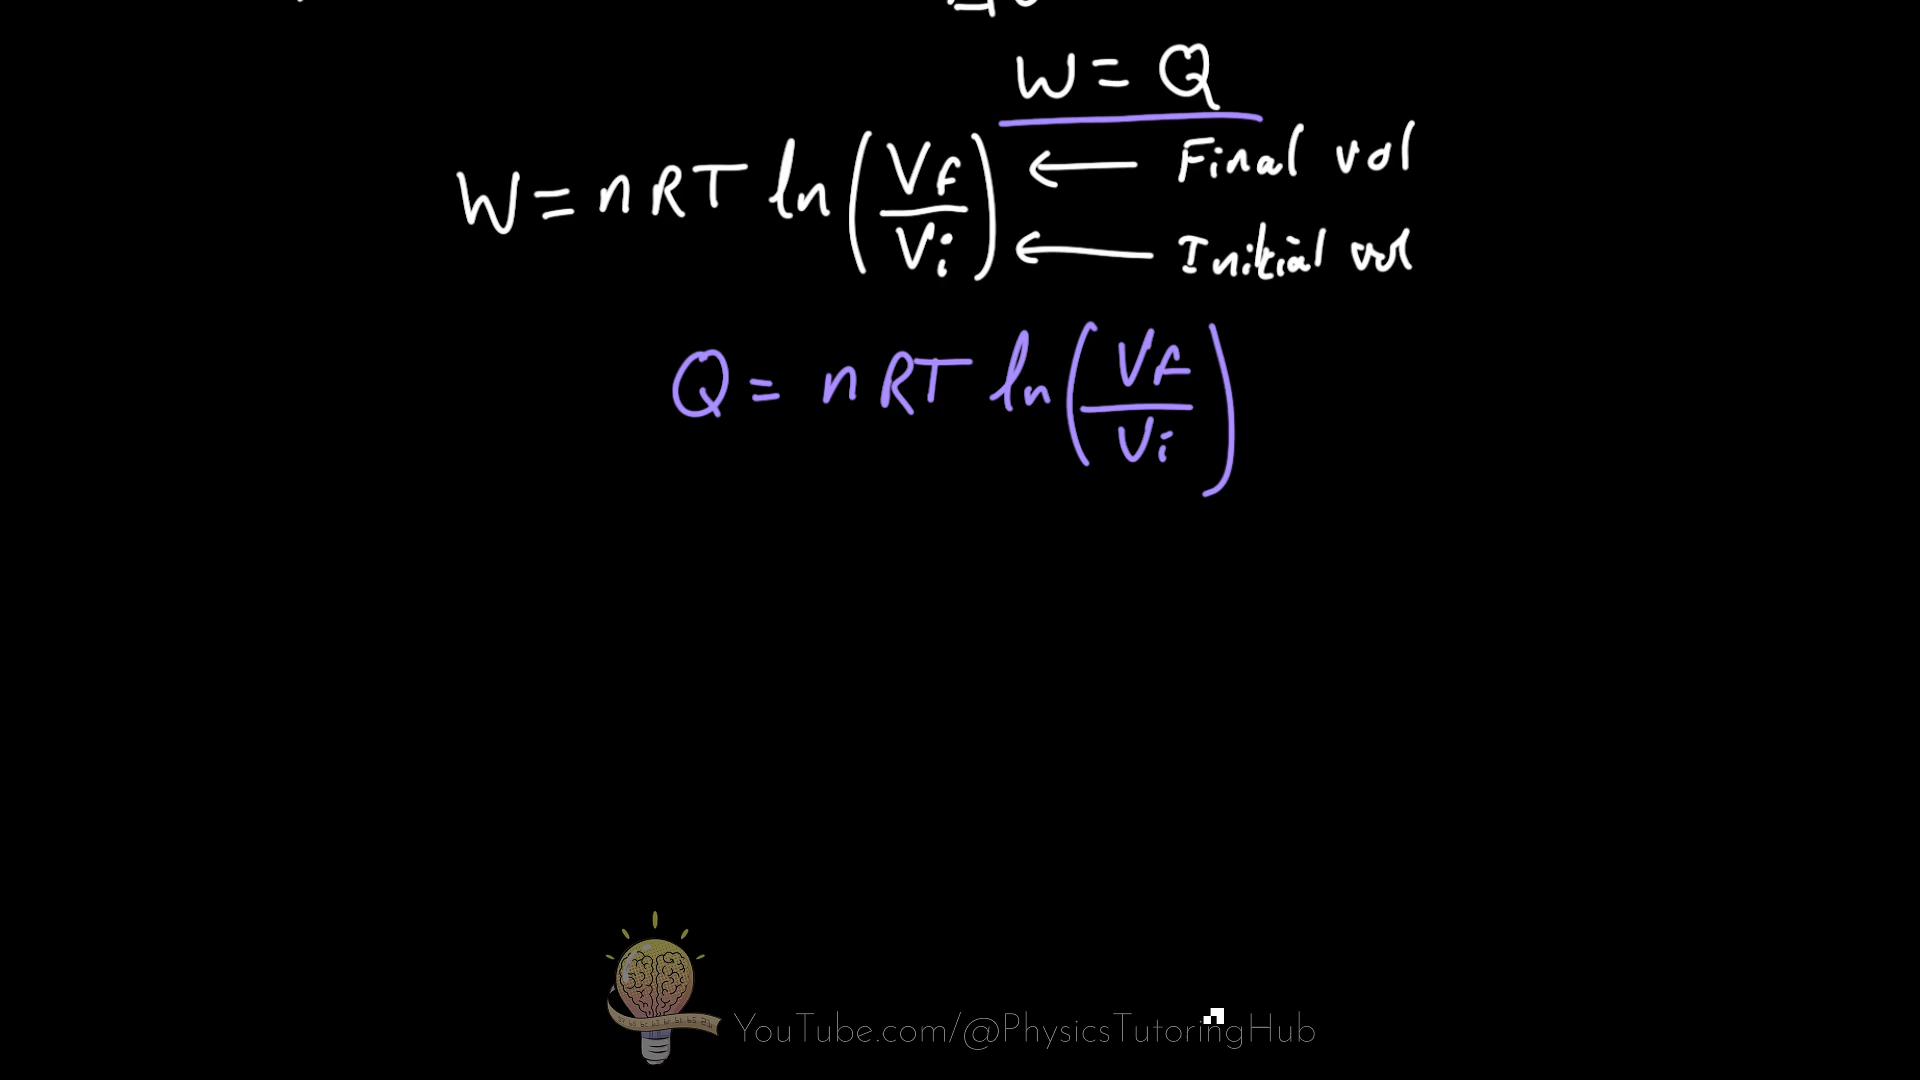 W = Q
W = nRT ln(Vf/Vi) ← Final vol
← Initial vol
Q = nRT ln(Vf/Vi)
YouTube.com/@PhysicsTutoringHub